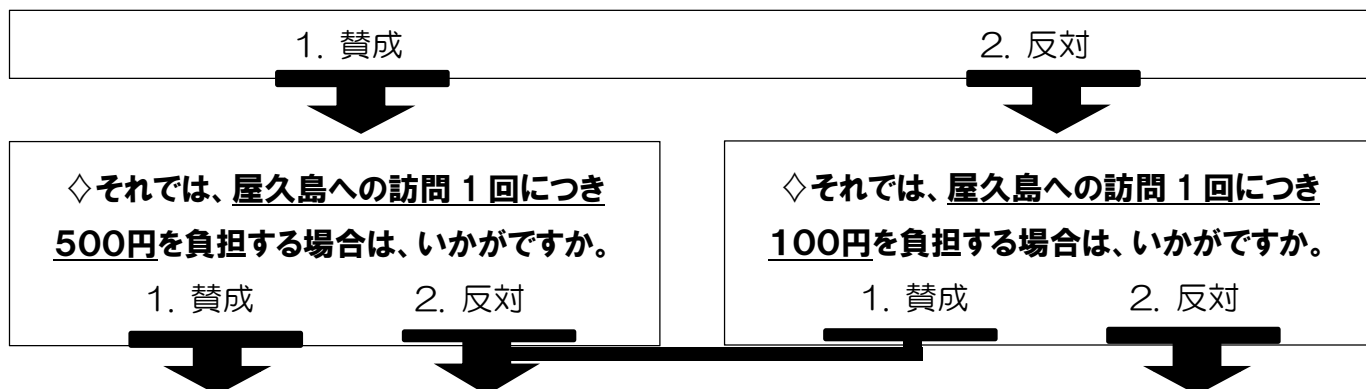 1. 賛成
2. 反対
◇それでは、屋久島への訪問 1 回につき
500円を負担する場合は、いかがですか。
1. 賛成
2. 反対
◇それでは、屋久島への訪問 1 回につき
100円を負担する場合は、いかがですか。
1. 賛成
2. 反対